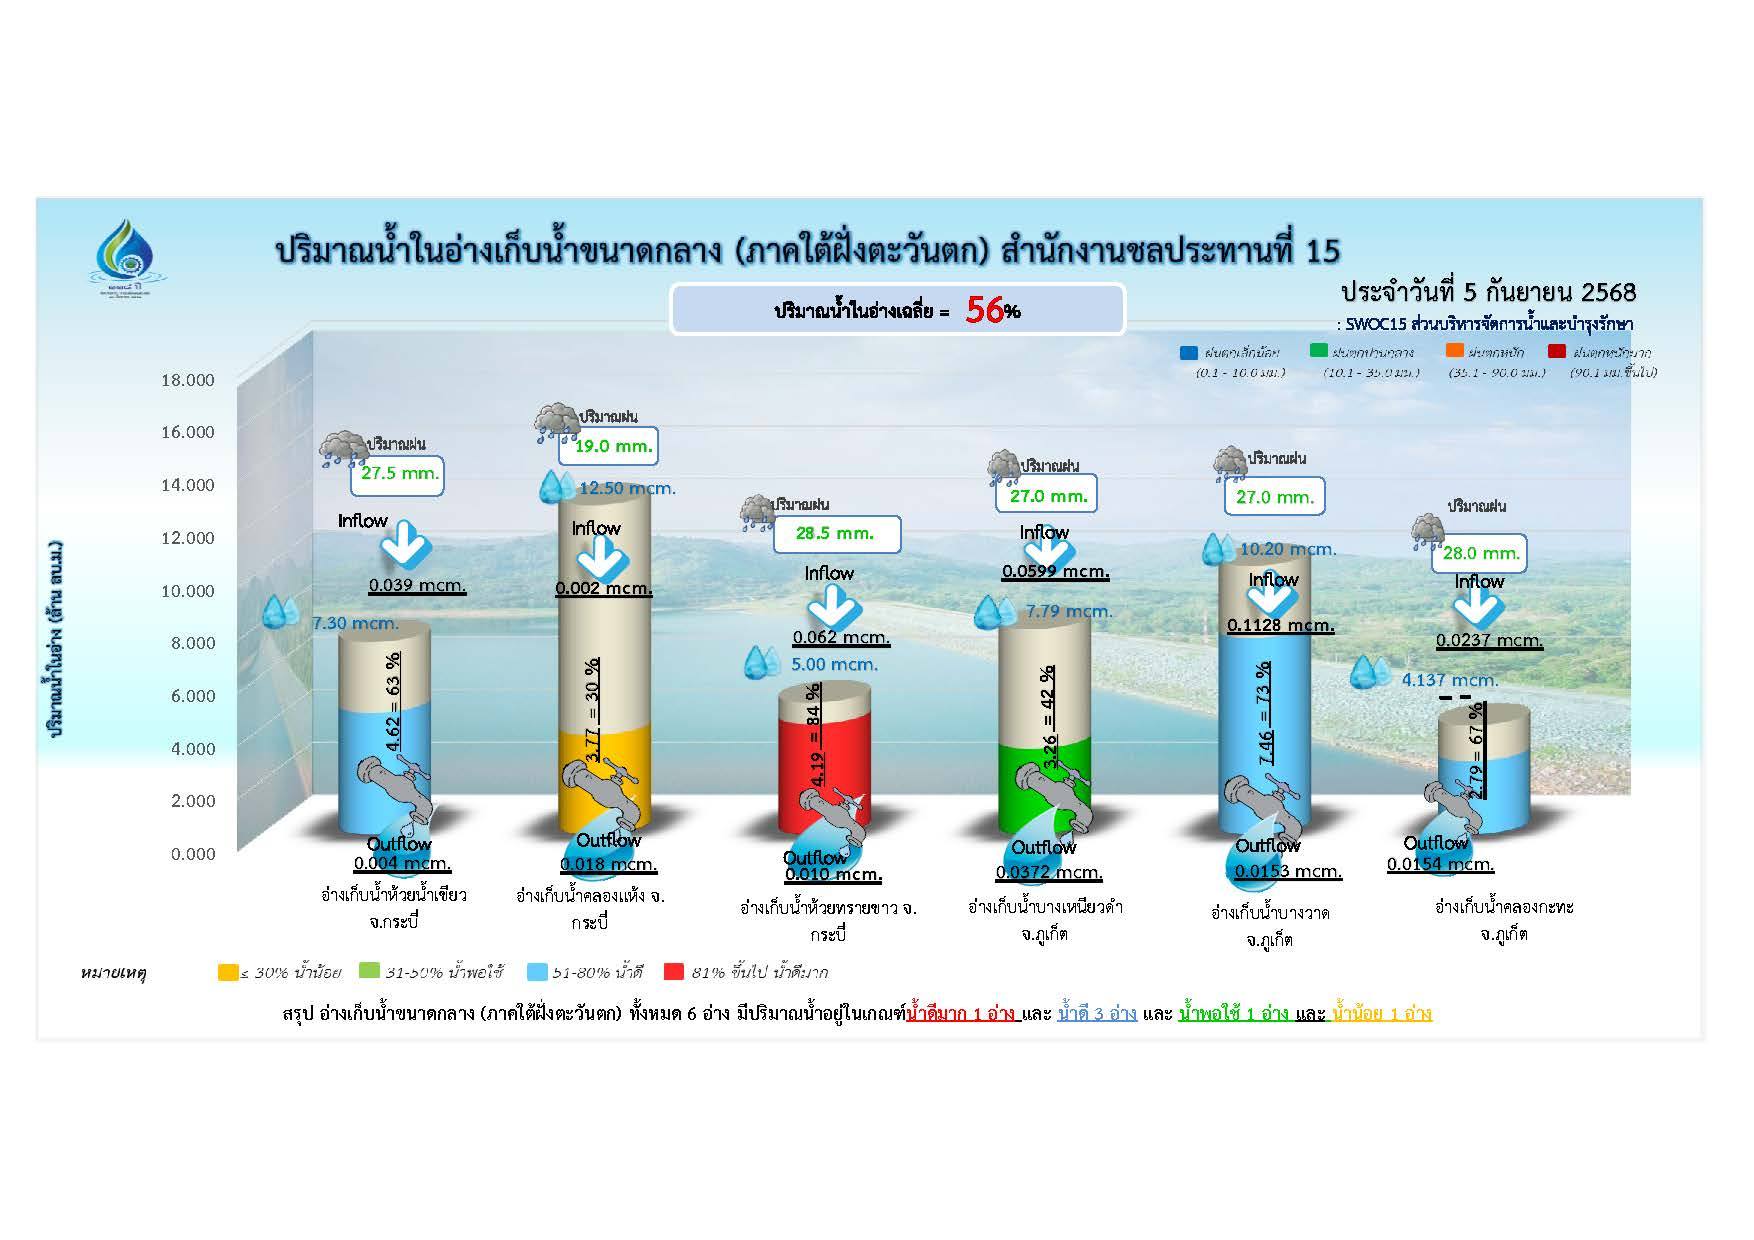 ปริมาณน้ำในอ่างเก็บน้ำขนาดกลาง (ภาคใต้ฝั่งตะวันตก) สำนักงานชลประทานที่ 15
ประจำวันที่ 5 กันยายน 2568
ปริมาณน้ำในอ่างเฉลี่ย = 56%
: SWOC15 ส่วนบริหารจัดการน้ำและบำรุงรักษา
ฝนตกเล็กน้อย ฝนตกปานกลาง ฝนตกหนัก ฝนตกหนักมาก
(0.1 - 10.0 มม.) (10.1 - 35.0 มม.) (35.1 - 90.0 มม.) (90.1 มม.ขึ้นไป)
ปริมาณน้ำในอ่าง (ล้าน ลบ.ม.)
18.000
16.000
14.000
12.000
10.000
8.000
6.000
4.000
2.000
0.000
ปริมาณฝน
27.5 mm.
Inflow
0.039 mcm.
7.30 mcm.
4.62 = 63 %
Outflow
0.004 mcm.
อ่างเก็บน้ำห้วยน้ำเขียว
จ.กระบี่
ปริมาณฝน
19.0 mm.
12.50 mcm.
Inflow
0.002 mcm.
3.77 = 30 %
Outflow
0.018 mcm.
อ่างเก็บน้ำคลองแห้ง จ.
กระบี่
ปริมาณฝน
28.5 mm.
Inflow
0.062 mcm.
5.00 mcm.
4.19 = 84 %
Outflow
0.010 mcm.
อ่างเก็บน้ำห้วยทรายขาว จ.
กระบี่
ปริมาณฝน
27.0 mm.
Inflow
0.0599 mcm.
7.79 mcm.
3.26 = 42 %
Outflow
0.0372 mcm.
อ่างเก็บน้ำบางเหนียวดำ
จ.ภูเก็ต
ปริมาณฝน
27.0 mm.
10.20 mcm.
Inflow
0.1128 mcm.
7.46 = 73 %
Outflow
0.0153 mcm.
อ่างเก็บน้ำบางวาด
จ.ภูเก็ต
ปริมาณฝน
28.0 mm.
Inflow
0.0237 mcm.
4.137 mcm.
2.79 = 67 %
Outflow
0.0154 mcm.
อ่างเก็บน้ำคลองกะทะ
จ.ภูเก็ต
หมายเหตุ ≤ 30% น้ำน้อย 31-50% น้ำพอใช้ 51-80% น้ำดี 81% ขึ้นไป น้ำดีมาก
สรุป อ่างเก็บน้ำขนาดกลาง (ภาคใต้ฝั่งตะวันตก) ทั้งหมด 6 อ่าง มีปริมาณน้ำอยู่ในเกณฑ์น้ำดีมาก 1 อ่าง และ น้ำดี 3 อ่าง และ น้ำพอใช้ 1 อ่าง และ น้ำน้อย 1 อ่าง